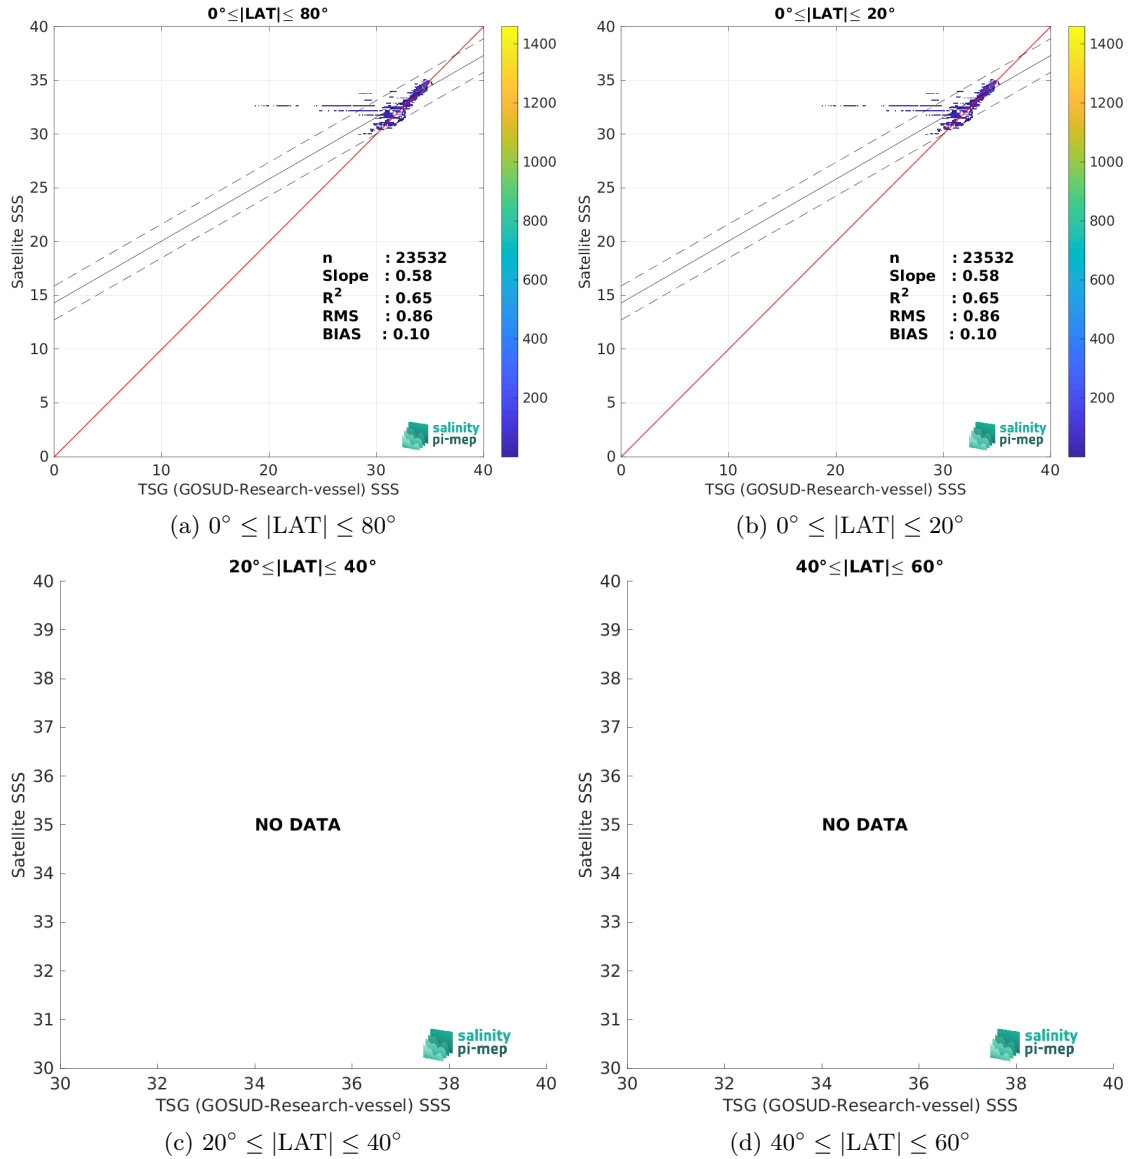 0°≤|LAT|≤ 80°
40
35
30
25
20
15
10
5
0
Satellite SSS
n : 23532
Slope : 0.58
R² : 0.65
RMS : 0.86
BIAS : 0.10
salinity
pi-mep
0 10 20 30 40
TSG (GOSUD-Research-vessel) SSS
1400
1200
1000
800
600
400
200
(a) 0° ≤ |LAT| ≤ 80°
0°≤|LAT|≤ 20°
40
35
30
25
20
15
10
5
0
Satellite SSS
n : 23532
Slope : 0.58
R² : 0.65
RMS : 0.86
BIAS : 0.10
salinity
pi-mep
0 10 20 30 40
TSG (GOSUD-Research-vessel) SSS
1400
1200
1000
800
600
400
200
(b) 0° ≤ |LAT| ≤ 20°
20°≤|LAT|≤ 40°
40
39
38
37
36
35
34
33
32
31
30
Satellite SSS
NO DATA
salinity
pi-mep
30 32 34 36 38 40
TSG (GOSUD-Research-vessel) SSS
(c) 20° ≤ |LAT| ≤ 40°
40°≤|LAT|≤ 60°
40
39
38
37
36
35
34
33
32
31
30
Satellite SSS
NO DATA
salinity
pi-mep
30 32 34 36 38 40
TSG (GOSUD-Research-vessel) SSS
(d) 40° ≤ |LAT| ≤ 60°